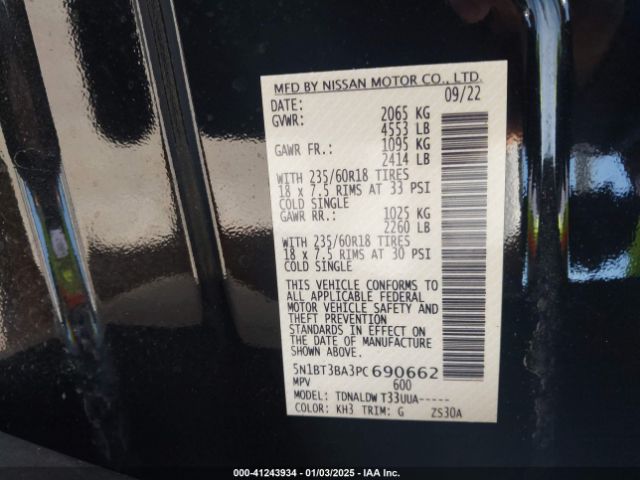 MFD BY NISSAN MOTOR CO., LTD.
DATE: 09/22
GVWR: 2065 KG
4553 LB
GAWR FR.: 1095 KG
2414 LB
WITH 235/60R18 TIRES
18 x 7.5 RIMS AT 33 PSI
COLD SINGLE
GAWR RR.: 1025 KG
2260 LB
WITH 235/60R18 TIRES
18 x 7.5 RIMS AT 30 PSI
COLD SINGLE
THIS VEHICLE CONFORMS TO
ALL APPLICABLE FEDERAL
MOTOR VEHICLE SAFETY AND
THEFT PREVENTION
STANDARDS IN EFFECT ON
THE DATE OF MANUFACTURE
SHOWN ABOVE.
5N1BT3BA3PC690662
MPV 600
MODEL: TDNALDW T33UUA-----
COLOR: KH3 TRIM: G ZS30A
000-41243934 - 01/03/2025 - IAA Inc.